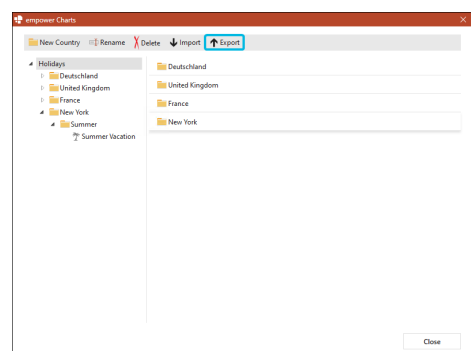 empower Charts
New Country Rename Delete Import Export
Holidays
Deutschland
United Kingdom
France
New York
Summer
Summer Vacation
Deutschland
United Kingdom
France
New York
Close